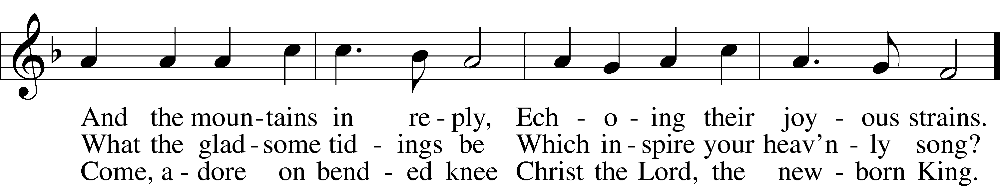 And the moun-tains in re-ply, Ech-o-ing their joy-ous strains.
What the glad-some tid-ings be Which in-spire your heav'n-ly song?
Come, a-dore on bend-ed knee Christ the Lord, the new-born King.